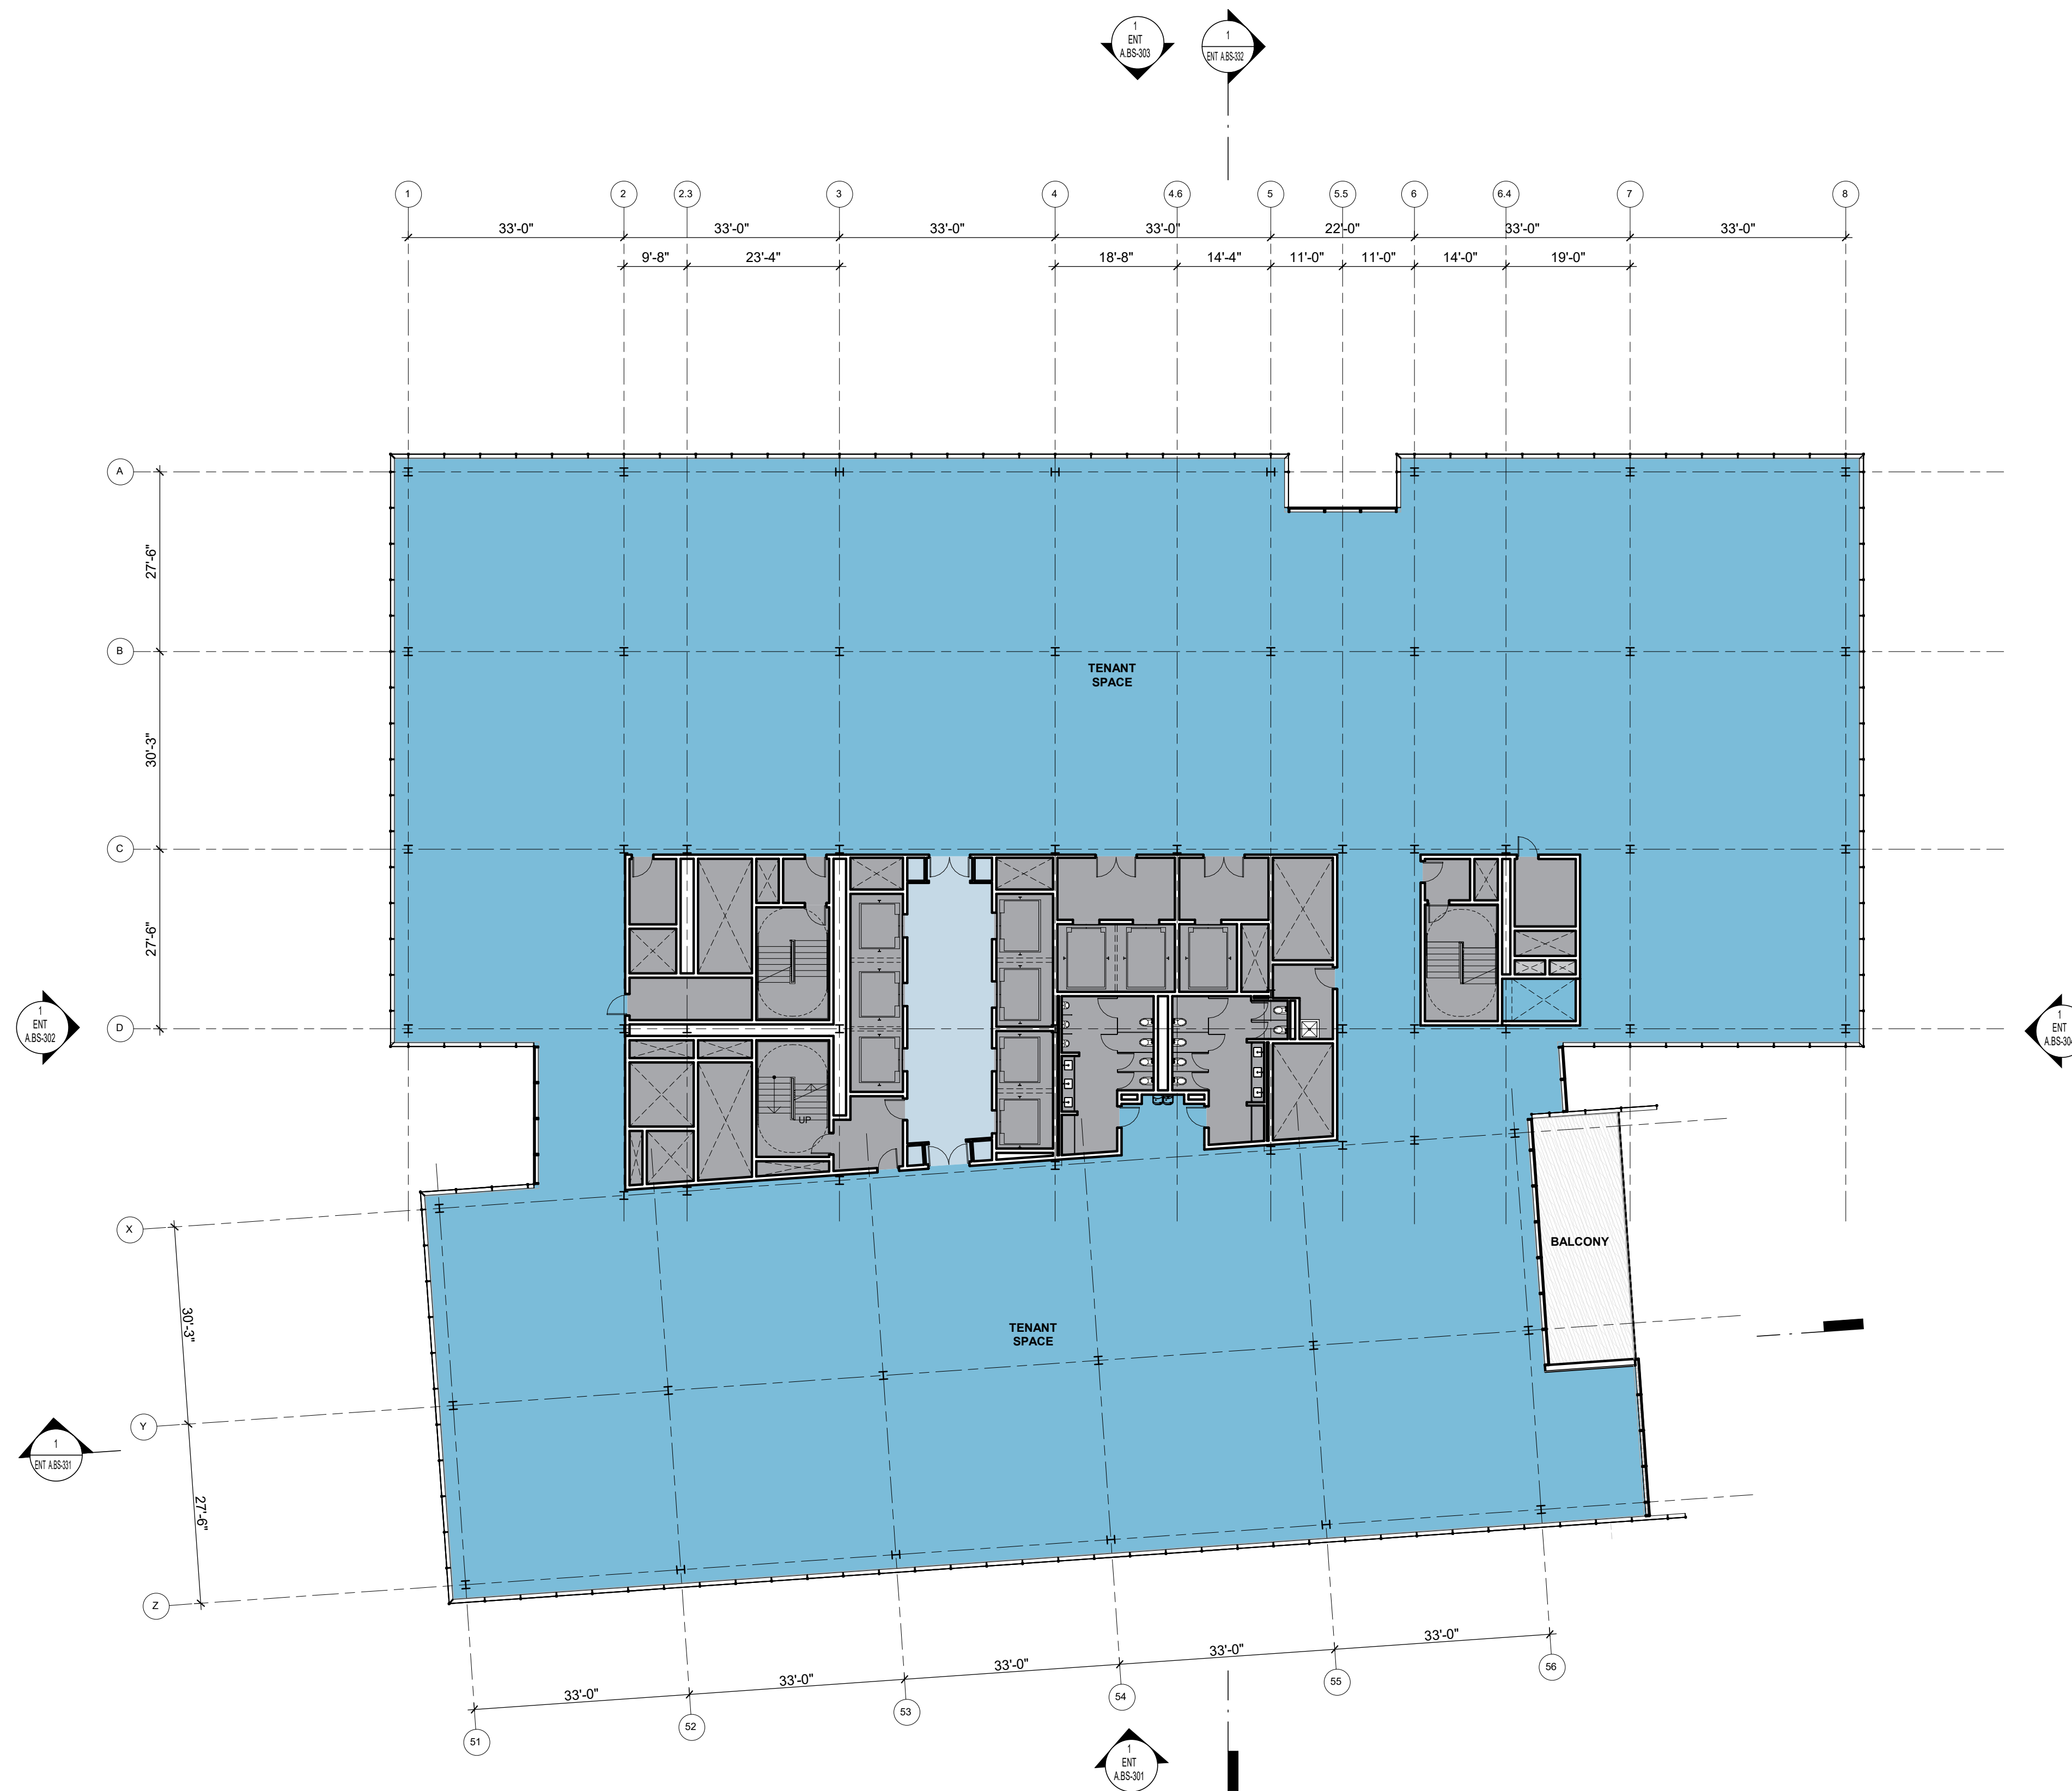 1
ENT
A.BS-303
1
ENT A.BS-332
1
2
2.3
3
4
4.6
5
5.5
6
6.4
7
8
33'-0"
33'-0"
33'-0"
33'-0"
22'-0"
33'-0"
33'-0"
9'-8"
23'-4"
18'-8"
14'-4"
11'-0"
11'-0"
14'-0"
19'-0"
A
27'-6"
B
TENANT
SPACE
30'-3"
C
27'-6"
D
1
ENT
A.BS-302
1
ENT
A.BS-304
UP
X
BALCONY
30'-3"
TENANT
SPACE
Y
1
ENT A.BS-331
27'-6"
Z
33'-0"
33'-0"
33'-0"
33'-0"
33'-0"
51
52
53
54
55
56
1
ENT
A.BS-301